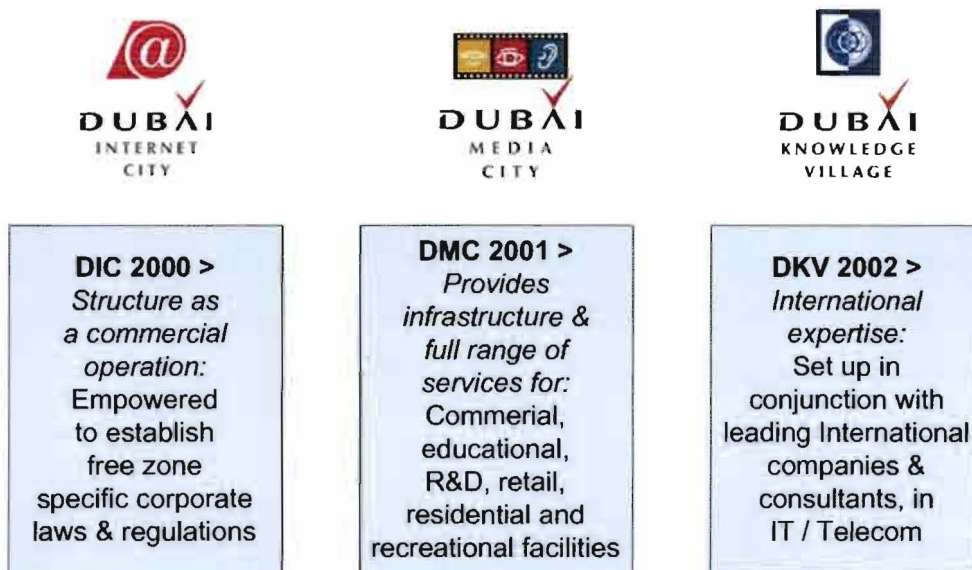 @
DUBAI
INTERNET
CITY
DUBAI
MEDIA
CITY
DUBAI
KNOWLEDGE
VILLAGE
DIC 2000 >
Structure as
a commercial
operation:
Empowered
to establish
free zone
specific corporate
laws & regulations
DMC 2001 >
Provides
infrastructure &
full range of
services for:
Commerial,
educational,
R&D, retail,
residential and
recreational facilities
DKV 2002 >
International
expertise:
Set up in
conjunction with
leading International
companies &
consultants, in
IT / Telecom